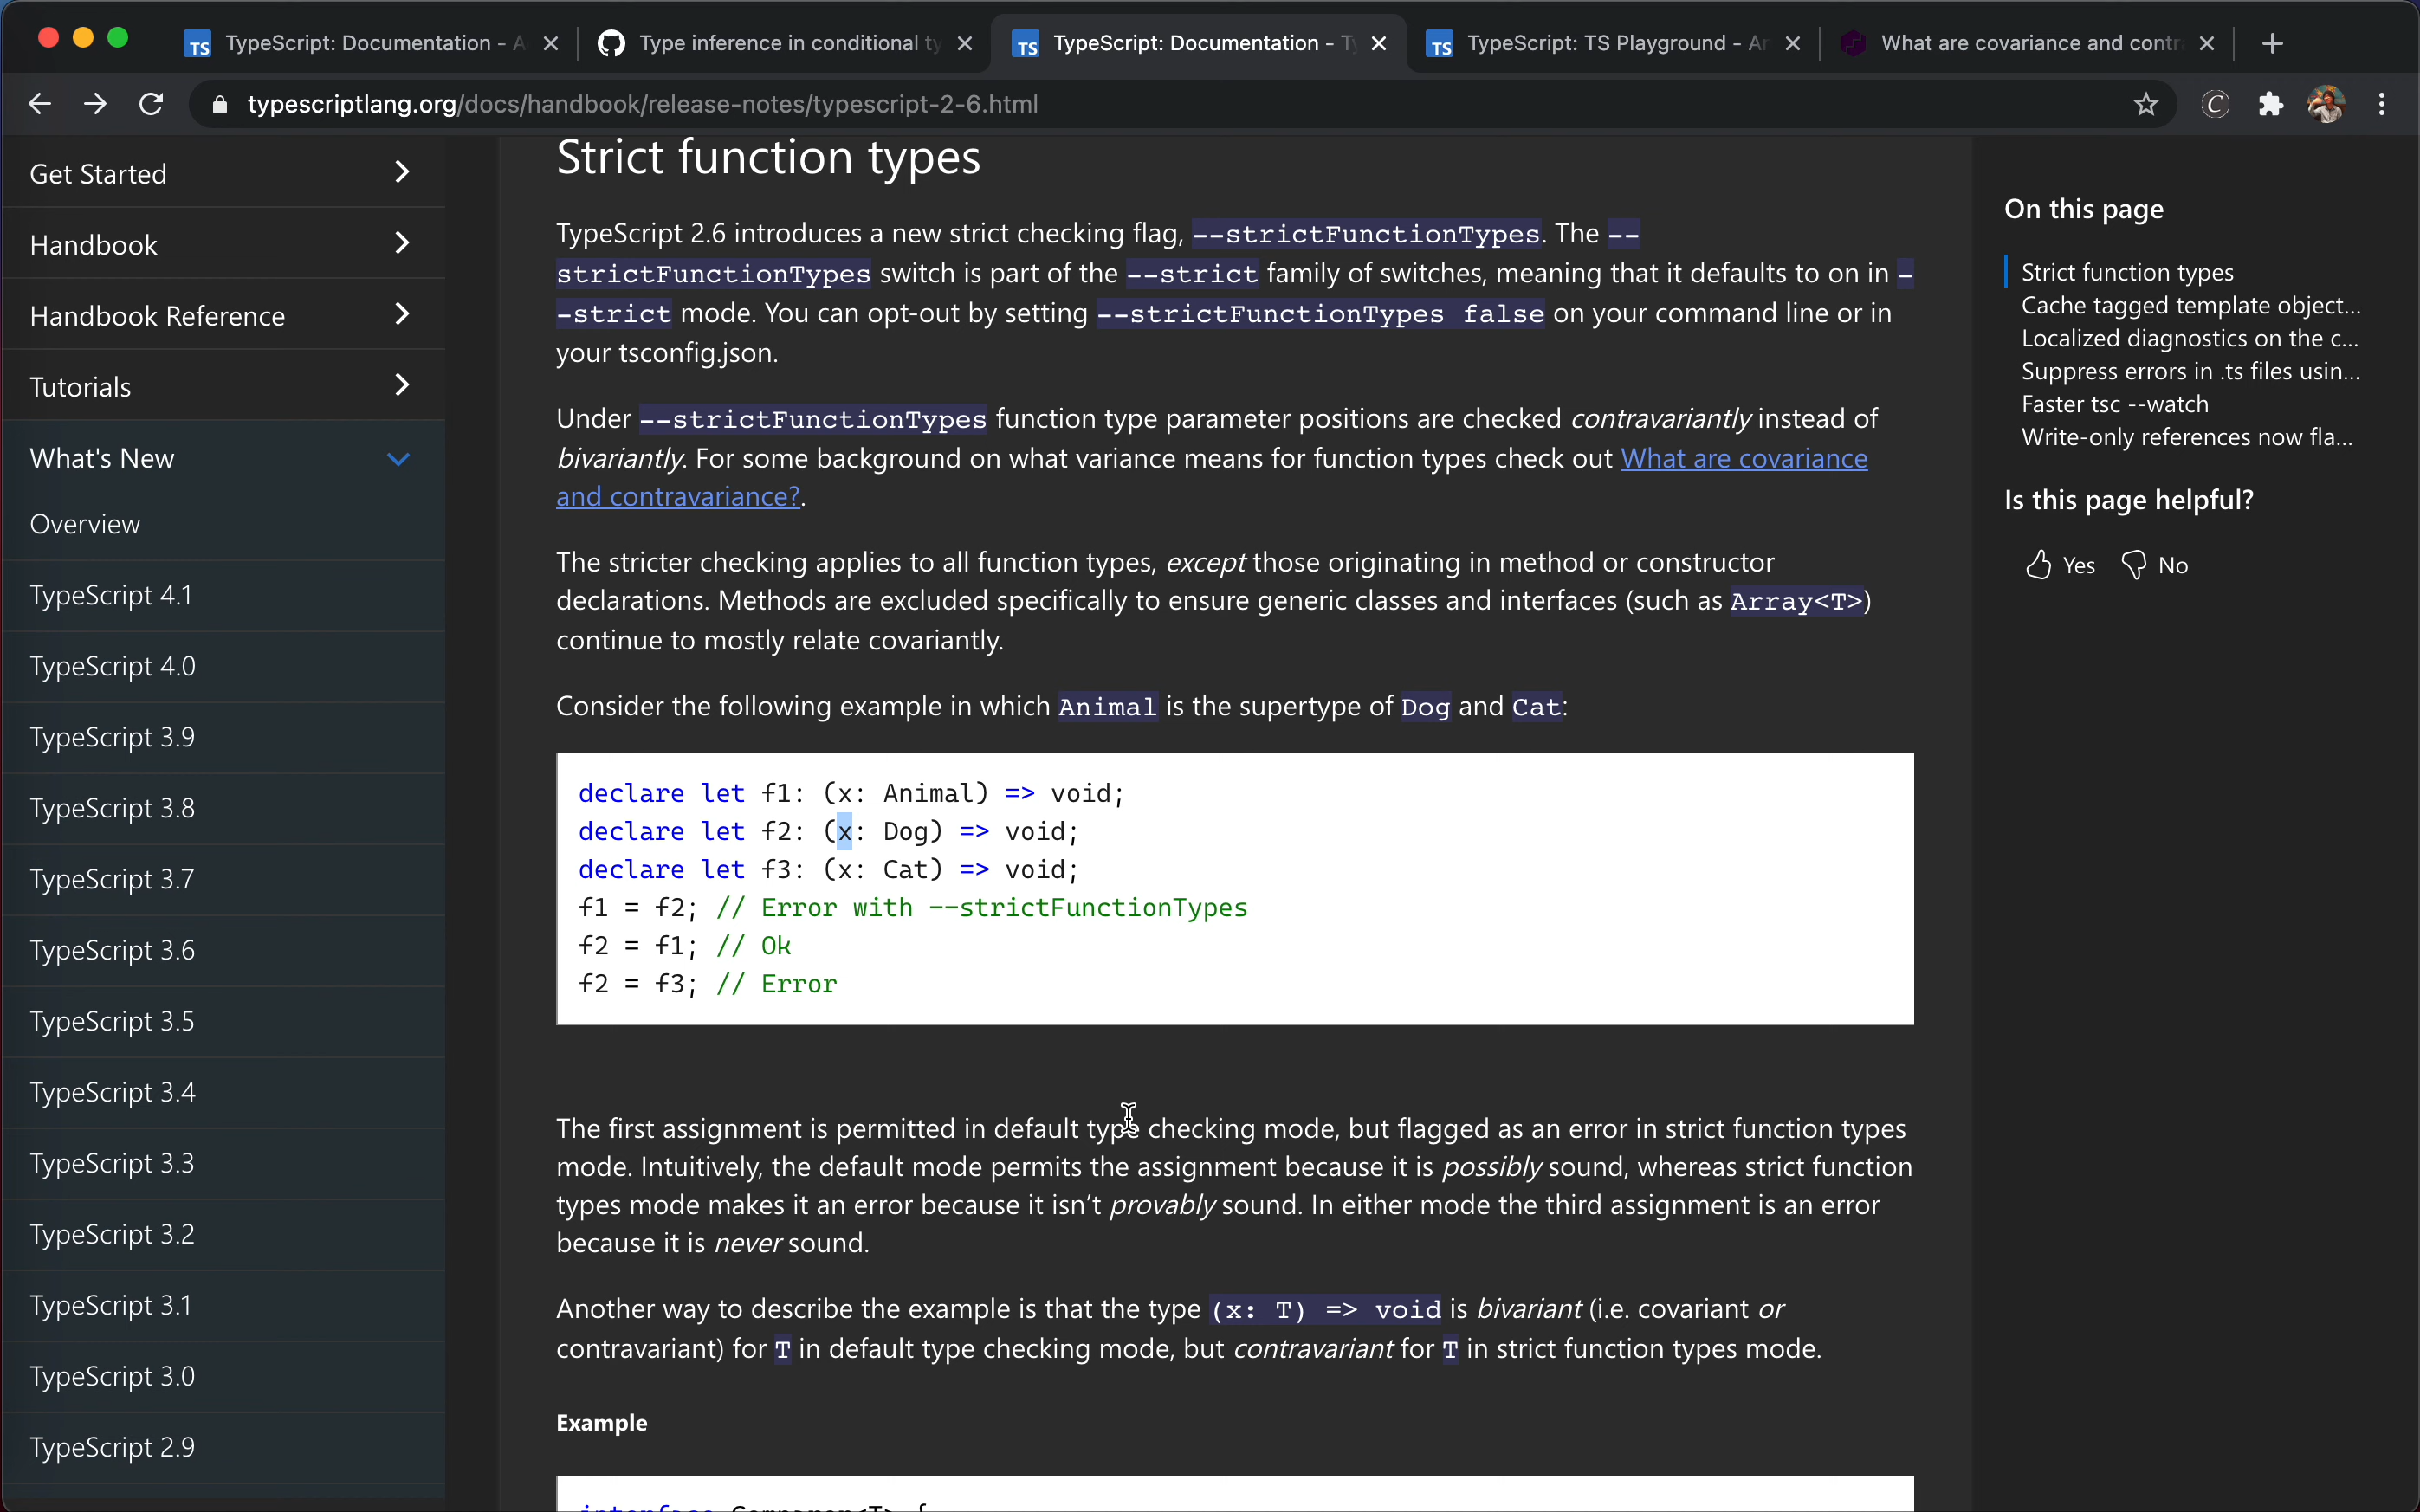 TypeScript: Documentation - A
Type inference in conditional ty
TypeScript: Documentation - Ty
TypeScript: TS Playground - An
What are covariance and contr
typescriptlang.org/docs/handbook/release-notes/typescript-2-6.html
Get Started
Handbook
Handbook Reference
Tutorials
What's New
Overview
TypeScript 4.1
TypeScript 4.0
TypeScript 3.9
TypeScript 3.8
TypeScript 3.7
TypeScript 3.6
TypeScript 3.5
TypeScript 3.4
TypeScript 3.3
TypeScript 3.2
TypeScript 3.1
TypeScript 3.0
TypeScript 2.9
Strict function types
TypeScript 2.6 introduces a new strict checking flag, --strictFunctionTypes. The --
strictFunctionTypes switch is part of the --strict family of switches, meaning that it defaults to on in -
-strict mode. You can opt-out by setting --strictFunctionTypes false on your command line or in
your tsconfig.json.
Under --strictFunctionTypes function type parameter positions are checked contravariantly instead of
bivariantly. For some background on what variance means for function types check out What are covariance
and contravariance?.
The stricter checking applies to all function types, except those originating in method or constructor
declarations. Methods are excluded specifically to ensure generic classes and interfaces (such as Array<T>)
continue to mostly relate covariantly.
Consider the following example in which Animal is the supertype of Dog and Cat:
declare let f1: (x: Animal) => void;
declare let f2: (x: Dog) => void;
declare let f3: (x: Cat) => void;
f1 = f2; // Error with --strictFunctionTypes
f2 = f1; // Ok
f2 = f3; // Error
The first assignment is permitted in default type checking mode, but flagged as an error in strict function types
mode. Intuitively, the default mode permits the assignment because it is possibly sound, whereas strict function
types mode makes it an error because it isn’t provably sound. In either mode the third assignment is an error
because it is never sound.
Another way to describe the example is that the type (x: T) => void is bivariant (i.e. covariant or
contravariant) for T in default type checking mode, but contravariant for T in strict function types mode.
Example
On this page
Strict function types
Cache tagged template object...
Localized diagnostics on the c...
Suppress errors in .ts files usin...
Faster tsc --watch
Write-only references now fla...
Is this page helpful?
Yes
No